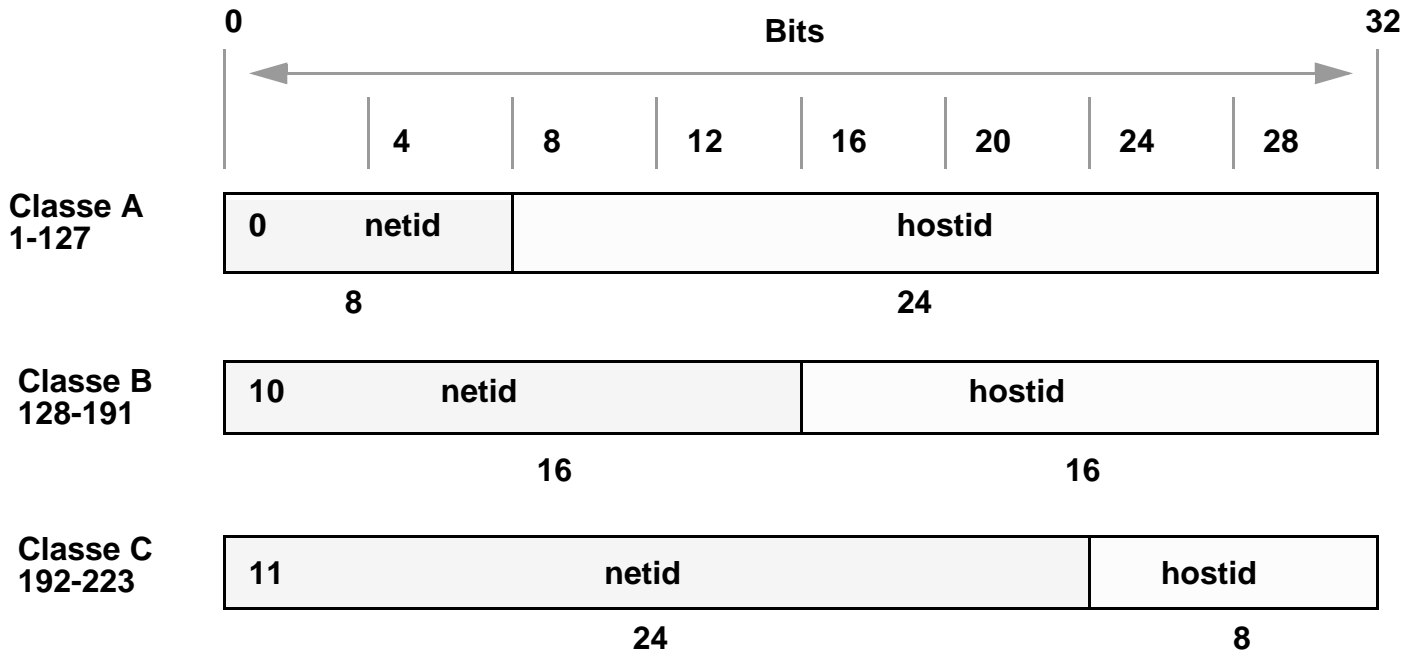 0
Bits
32
4 8 12 16 20 24 28
Classe A
1-127
0 netid hostid
8 24
Classe B
128-191
10 netid hostid
16 16
Classe C
192-223
11 netid hostid
24 8